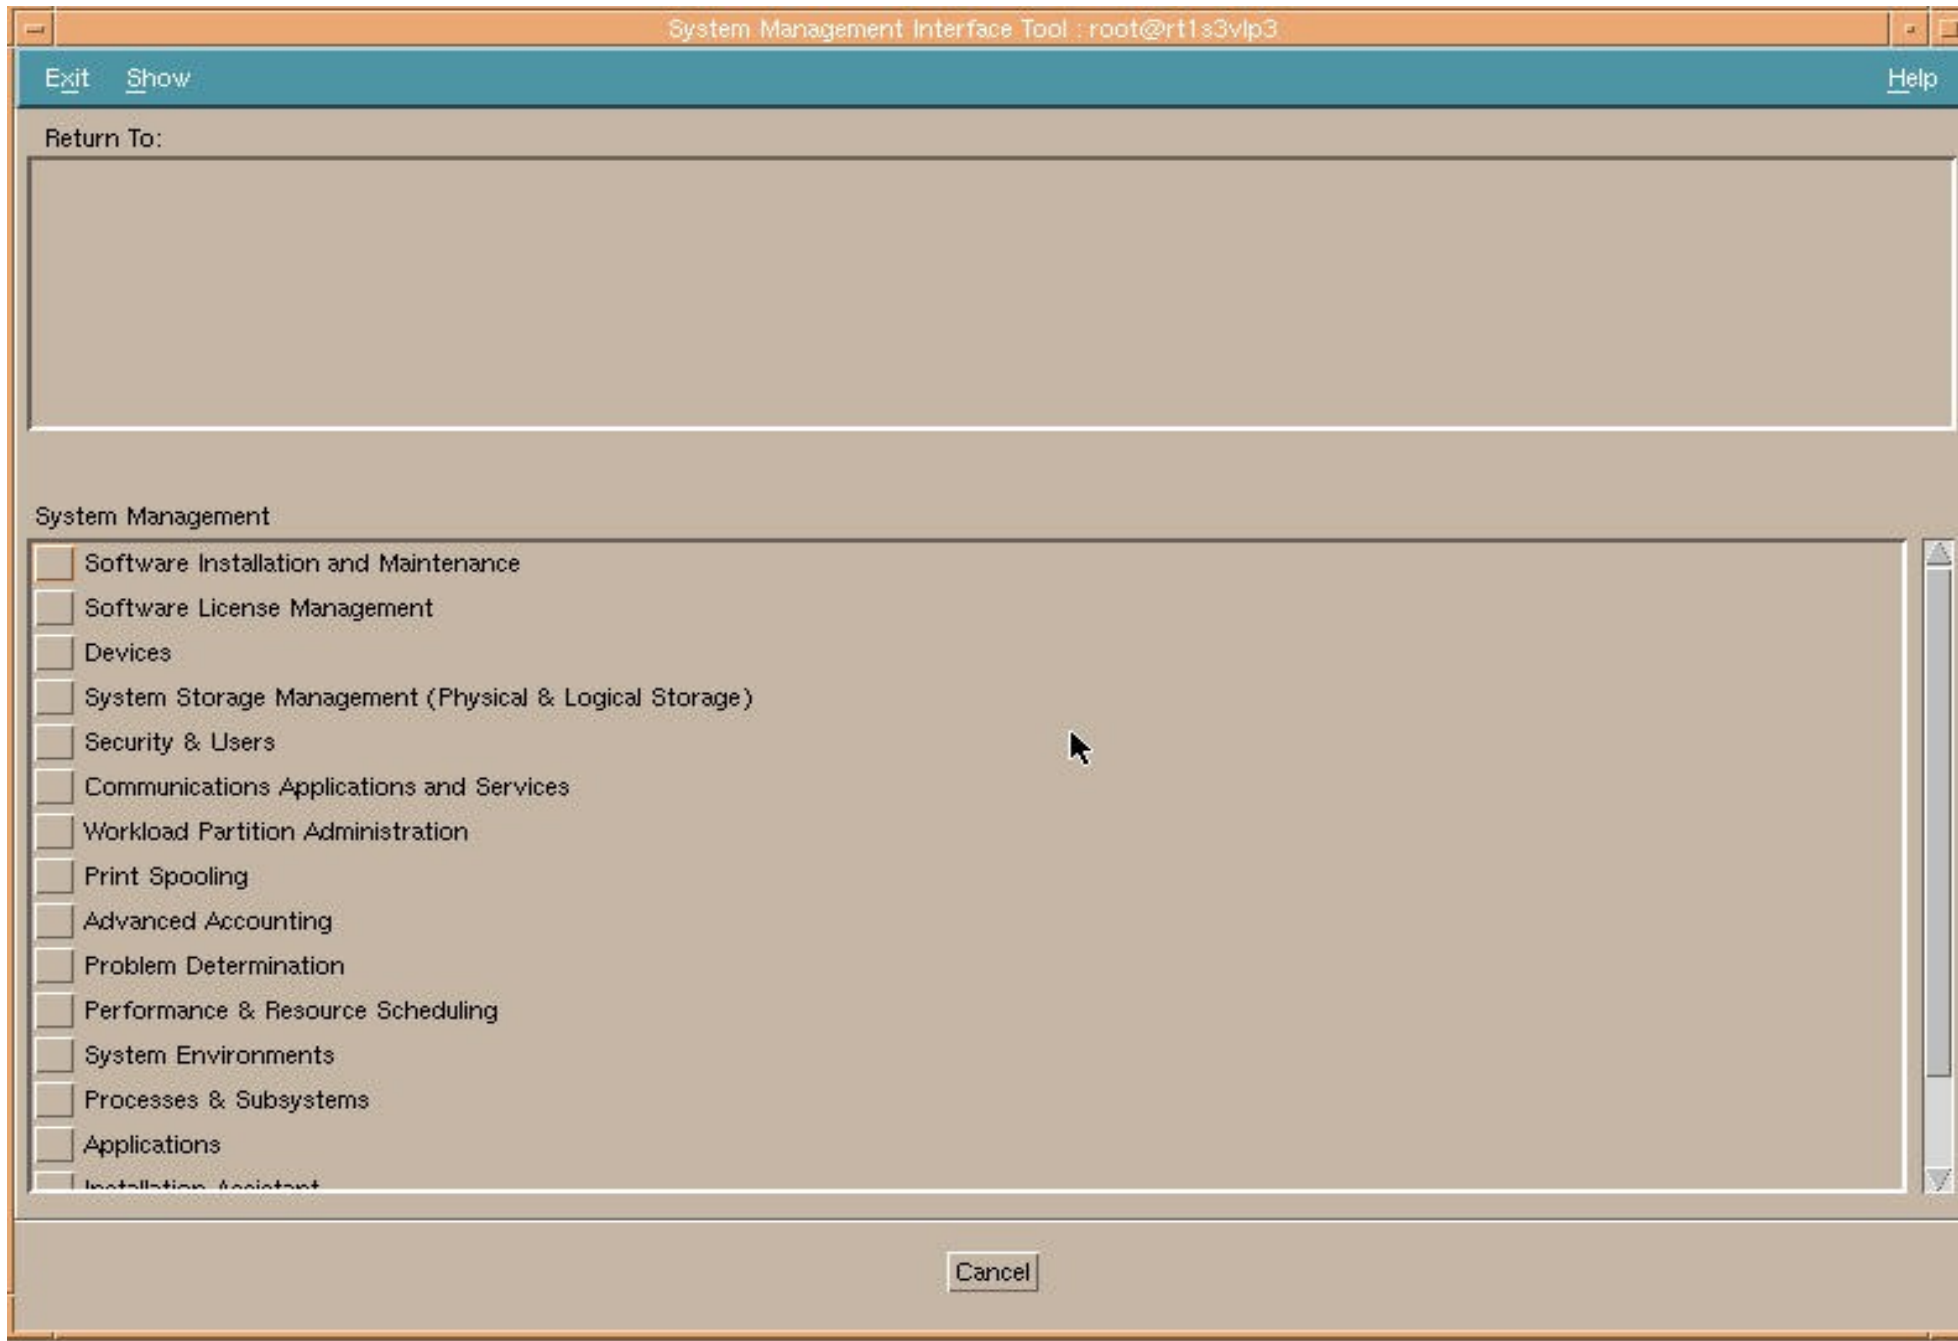 System Management Interface Tool : root@rt1s3vlp3
Exit Show Help
Return To:
System Management
Software Installation and Maintenance
Software License Management
Devices
System Storage Management (Physical & Logical Storage)
Security & Users
Communications Applications and Services
Workload Partition Administration
Print Spooling
Advanced Accounting
Problem Determination
Performance & Resource Scheduling
System Environments
Processes & Subsystems
Applications
Installation Assistant
Cancel